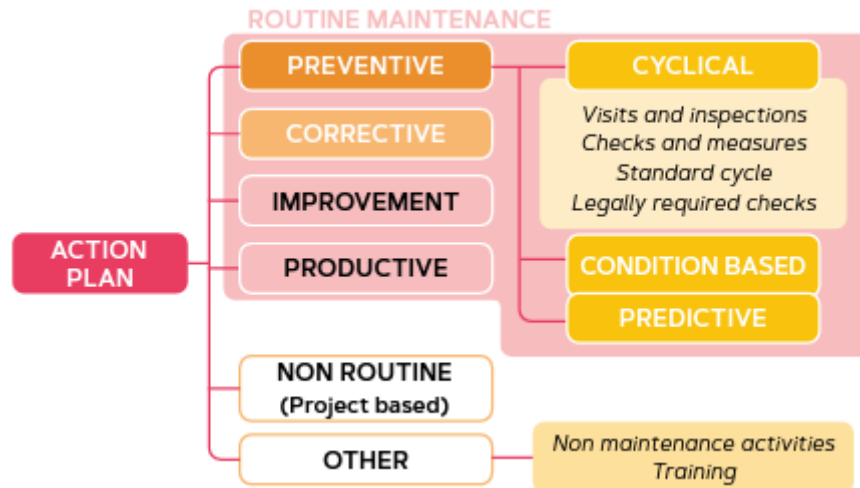 ROUTINE MAINTENANCE
PREVENTIVE
CYCLICAL
Visits and inspections
Checks and measures
Standard cycle
Legally required checks
CORRECTIVE
IMPROVEMENT
ACTION
PLAN
PRODUCTIVE
CONDITION BASED
PREDICTIVE
NON ROUTINE
(Project based)
OTHER
Non maintenance activities
Training